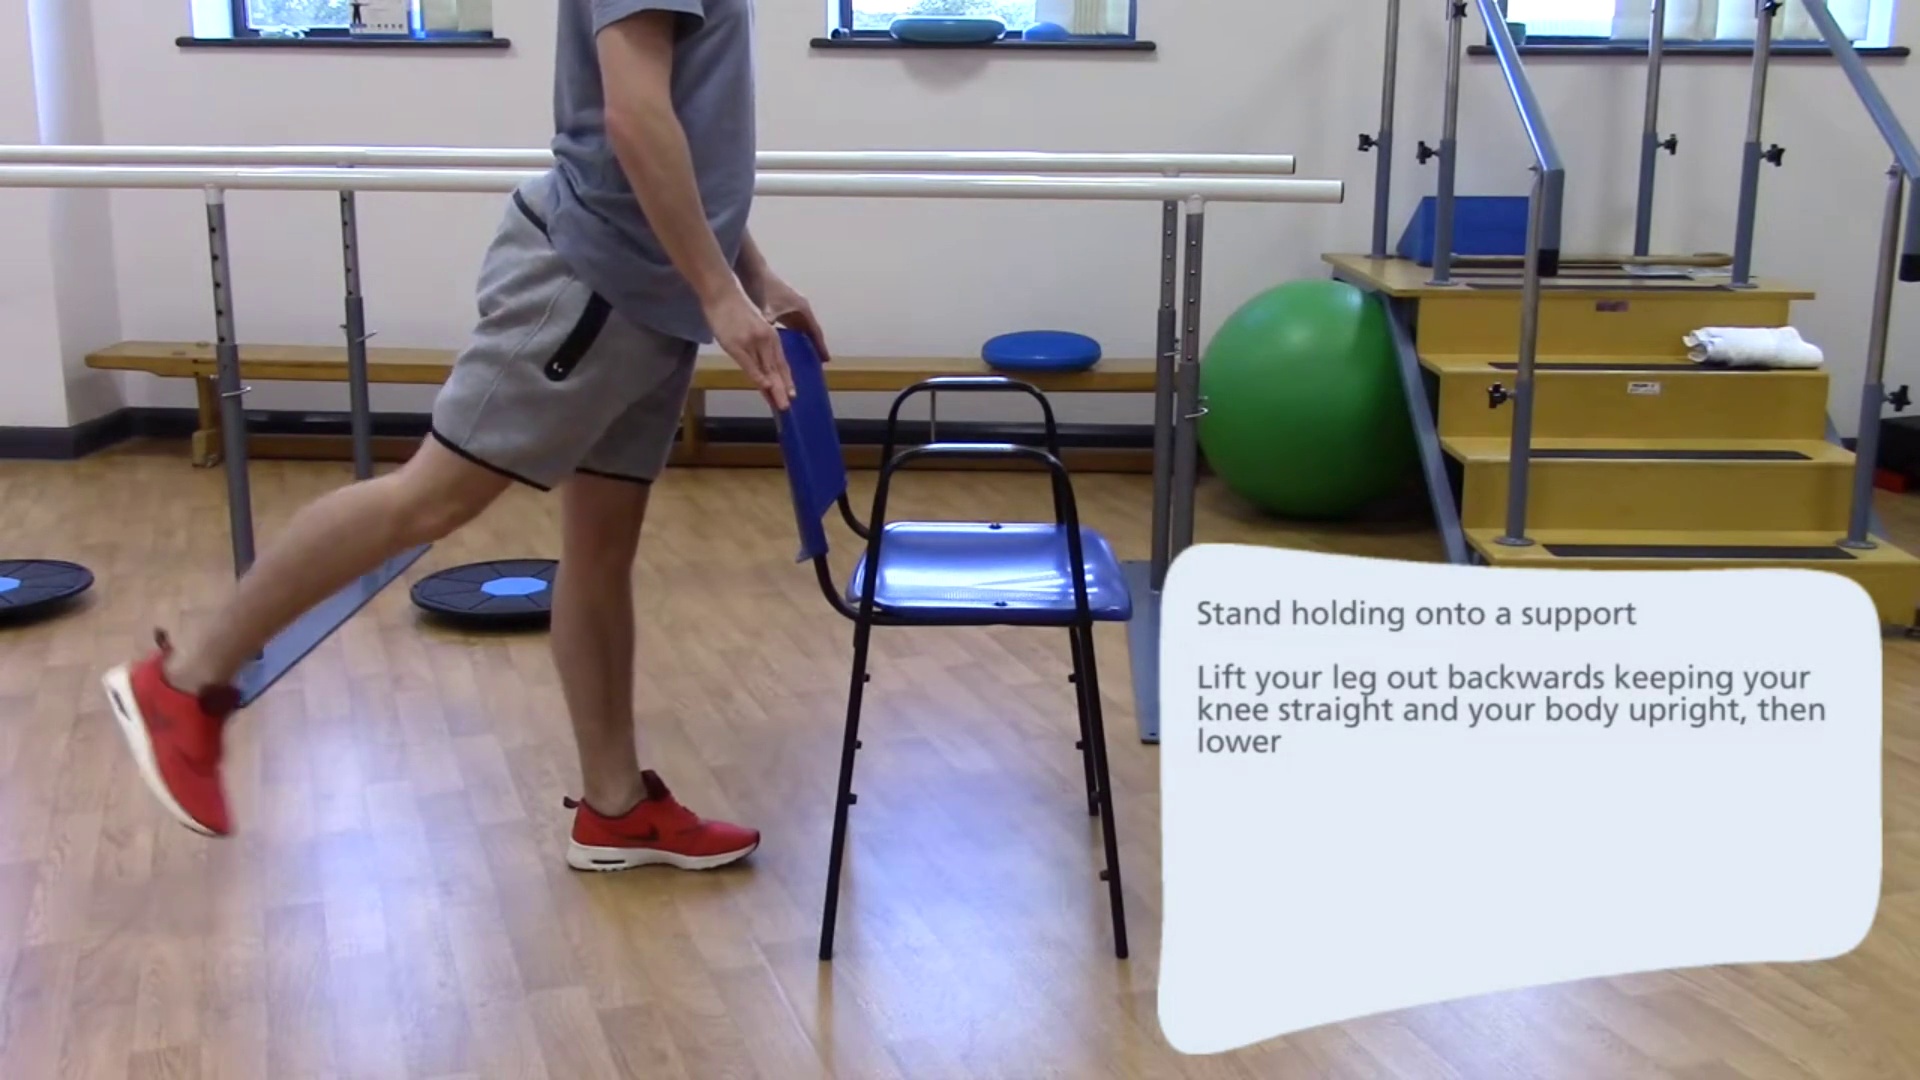 Stand holding onto a support
Lift your leg out backwards keeping your
knee straight and your body upright, then
lower